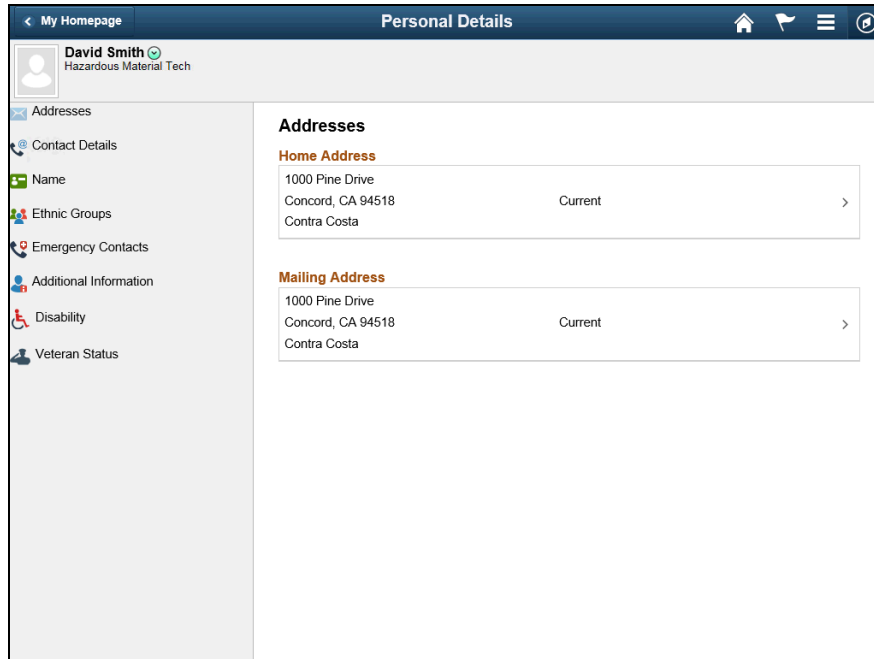 My Homepage
Personal Details
David Smith
Hazardous Material Tech
Addresses
Contact Details
Name
Ethnic Groups
Emergency Contacts
Additional Information
Disability
Veteran Status
Addresses
Home Address
1000 Pine Drive
Concord, CA 94518 Current
Contra Costa
Mailing Address
1000 Pine Drive
Concord, CA 94518 Current
Contra Costa